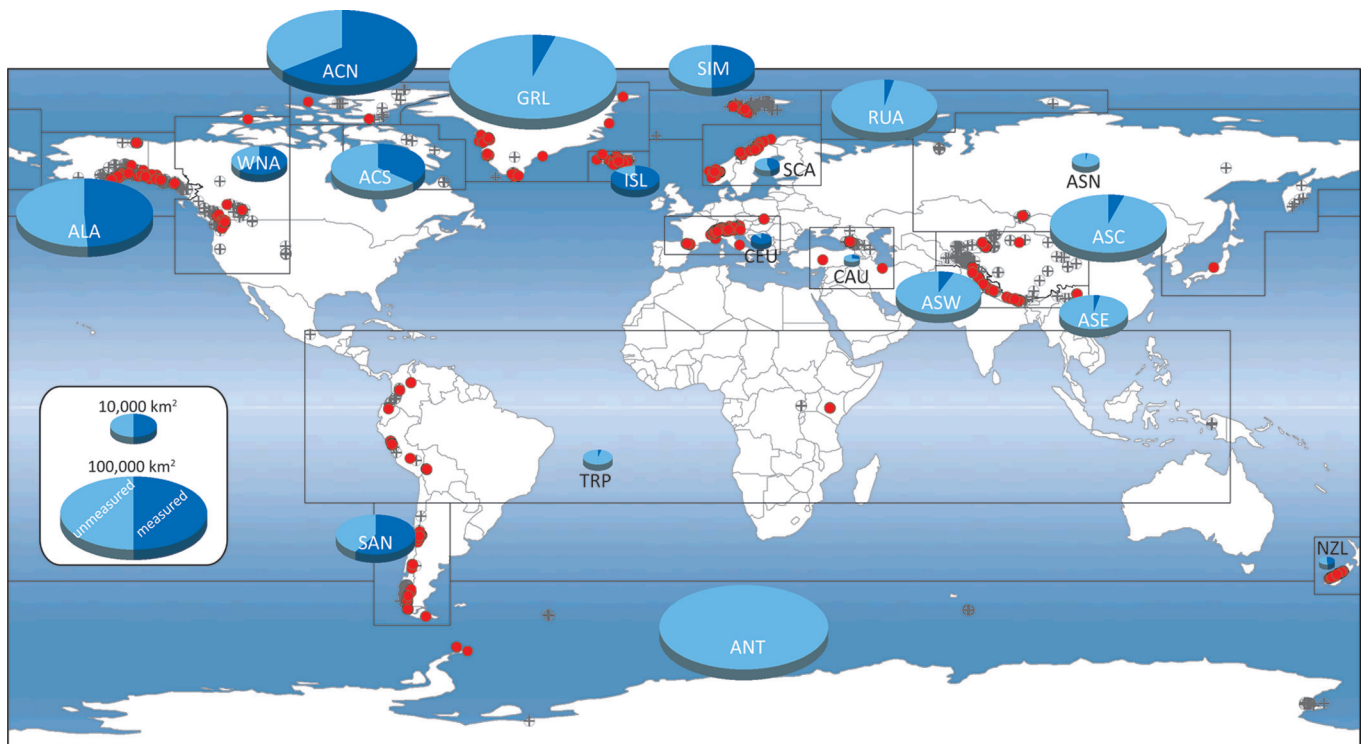 ACN
GRL
SIM
RUA
WNA
ACS
ISL
SCA
ASN
ALA
CEU
CAU
ASC
ASW
ASE
10,000 km²
100,000 km²
unmeasured
measured
TRP
SAN
NZL
ANT